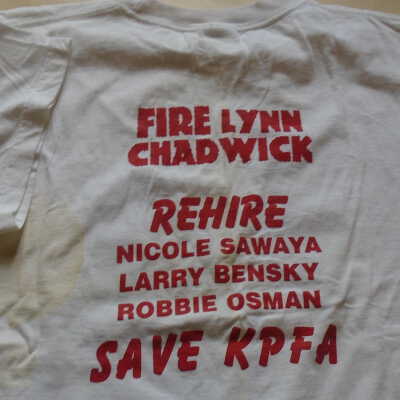 FIRE LYNN
CHADWICK
REHIRE
NICOLE SAWAYA
LARRY BENSKY
ROBBIE OSMAN
SAVE KPFA